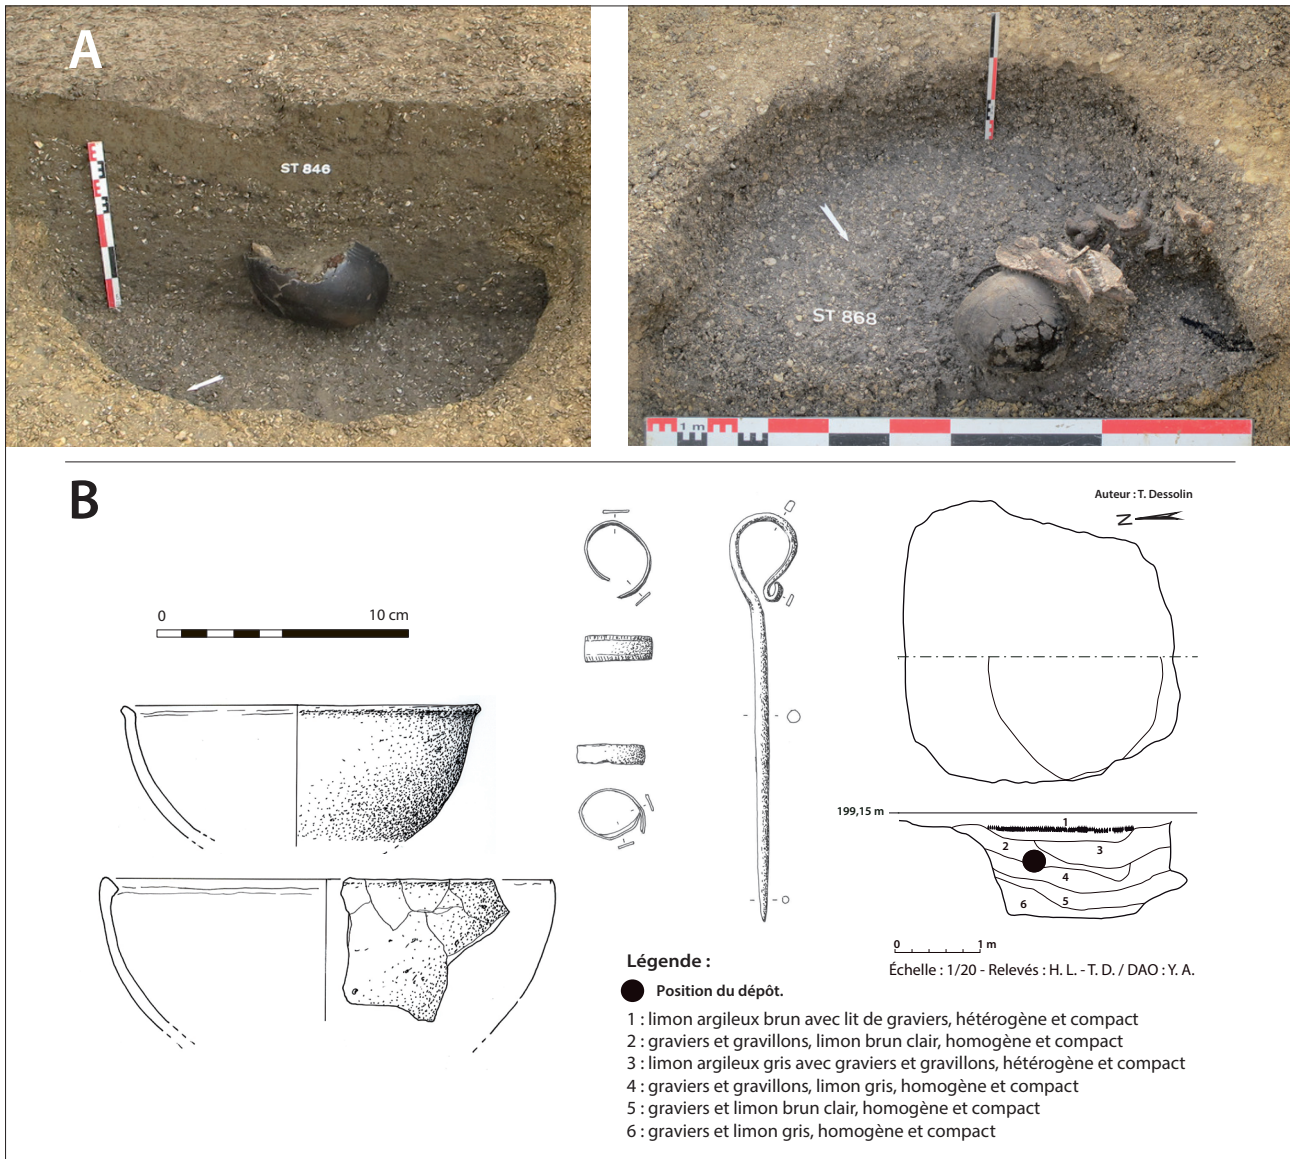 A
ST 846
ST 868
1 m
B
0 10 cm
Auteur : T. Dessolin
N
199,15 m
1
2
3
4
5
6
0 1 m
Échelle : 1/20 - Relevés : H. L. - T. D. / DAO : Y. A.
Légende :
Position du dépôt.
1 : limon argileux brun avec lit de graviers, hétérogène et compact
2 : graviers et gravillons, limon brun clair, homogène et compact
3 : limon argileux gris avec graviers et gravillons, hétérogène et compact
4 : graviers et gravillons, limon gris, homogène et compact
5 : graviers et limon brun clair, homogène et compact
6 : graviers et limon gris, homogène et compact